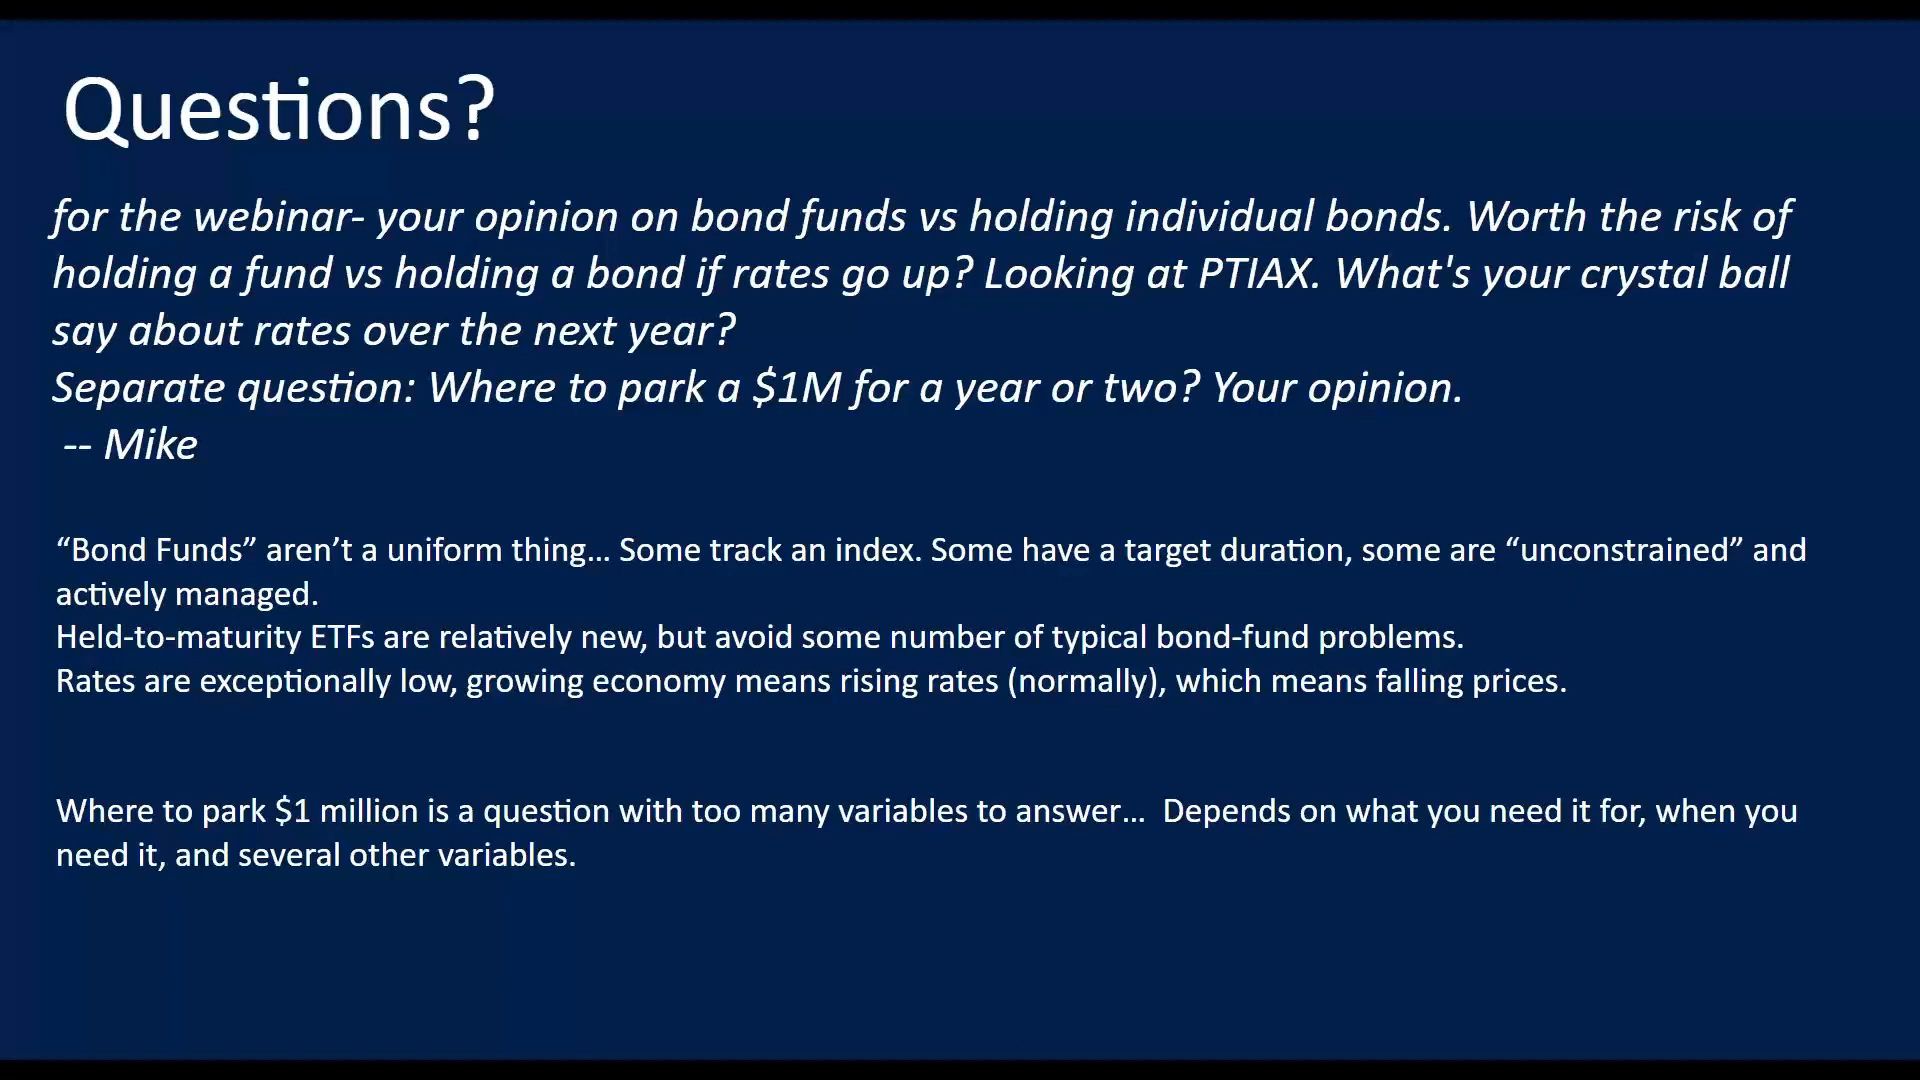 Questions?
for the webinar- your opinion on bond funds vs holding individual bonds. Worth the risk of
holding a fund vs holding a bond if rates go up? Looking at PTIAX. What's your crystal ball
say about rates over the next year?
Separate question: Where to park a $1M for a year or two? Your opinion.
-- Mike
“Bond Funds” aren’t a uniform thing… Some track an index. Some have a target duration, some are “unconstrained” and
actively managed.
Held-to-maturity ETFs are relatively new, but avoid some number of typical bond-fund problems.
Rates are exceptionally low, growing economy means rising rates (normally), which means falling prices.
Where to park $1 million is a question with too many variables to answer…  Depends on what you need it for, when you
need it, and several other variables.